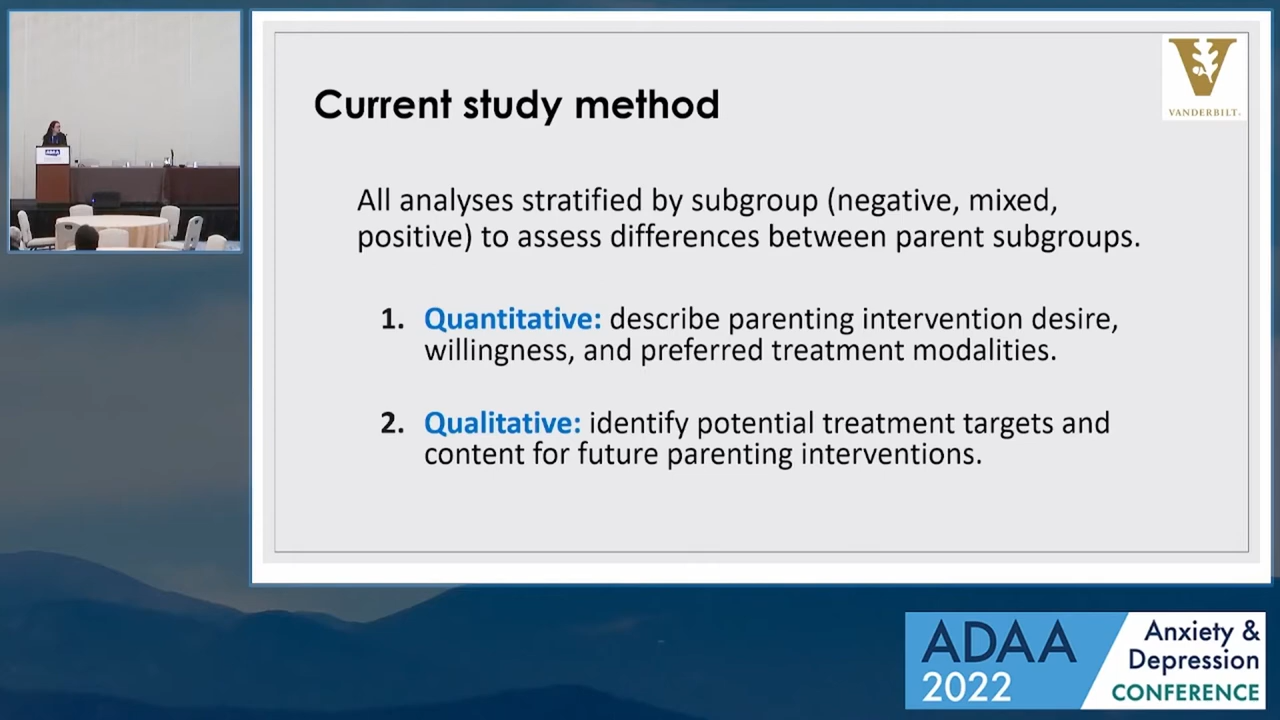 Current study method
VANDERBILT
All analyses stratified by subgroup (negative, mixed,
positive) to assess differences between parent subgroups.
1. Quantitative: describe parenting intervention desire,
willingness, and preferred treatment modalities.
2. Qualitative: identify potential treatment targets and
content for future parenting interventions.
ADAA
2022
Anxiety &
Depression
CONFERENCE